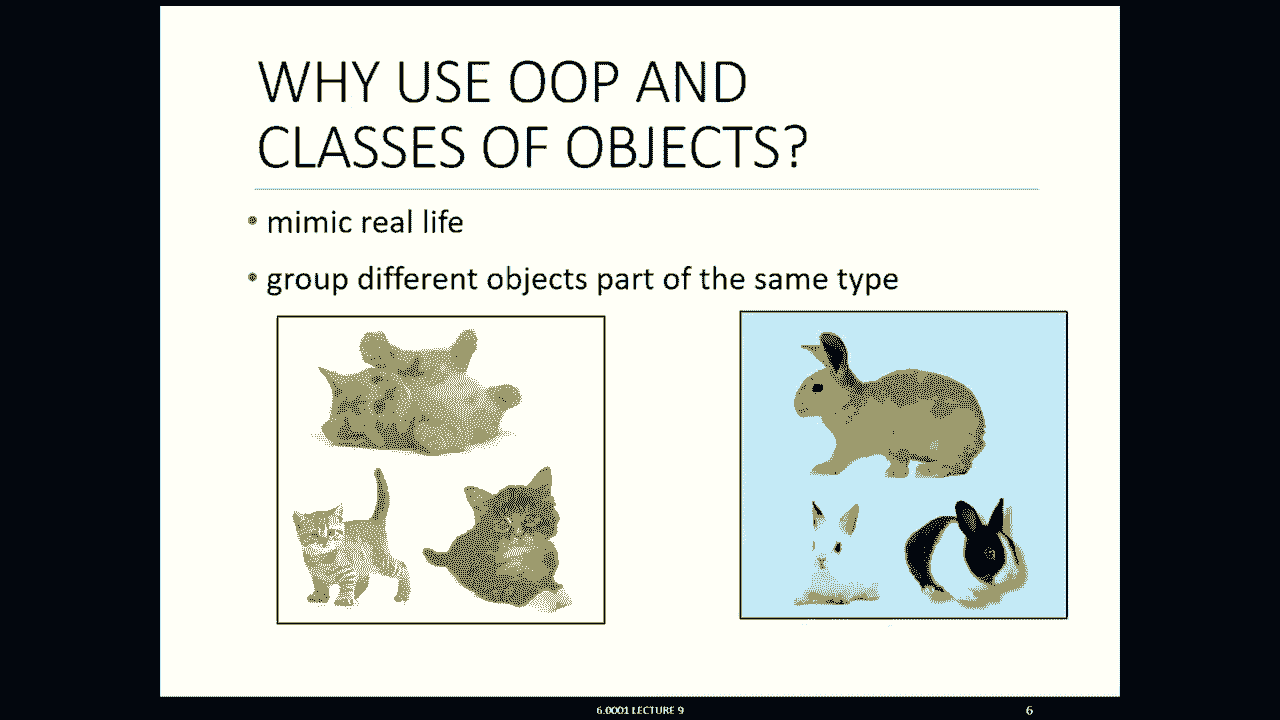 WHY USE OOP AND
CLASSES OF OBJECTS?
• mimic real life
• group different objects part of the same type
6.0001 LECTURE 9
6